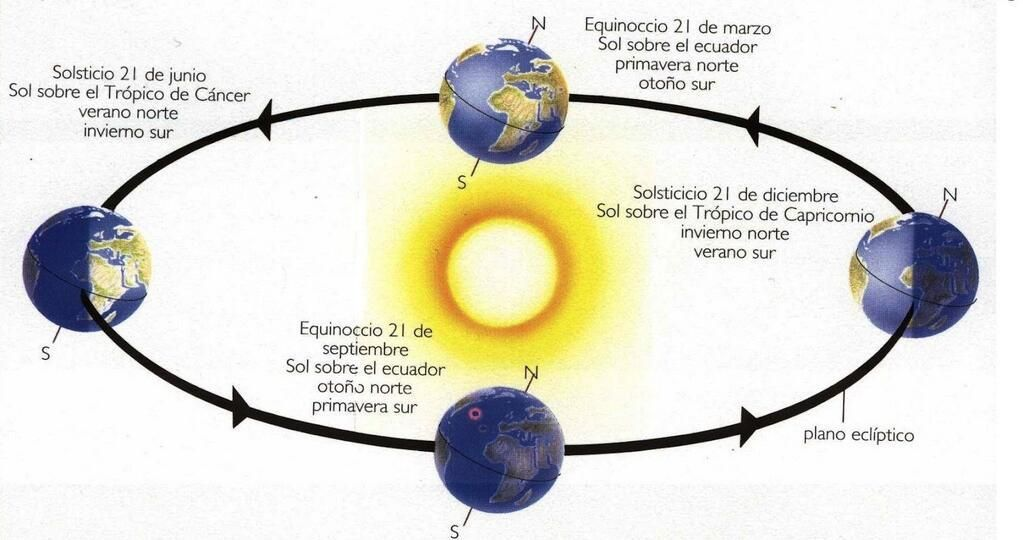 N
Equinoccio 21 de marzo
Sol sobre el ecuador
primavera norte
otoño sur
Solsticio 21 de junio
Sol sobre el Trópico de Cáncer
verano norte
invierno sur
S
Solsticicio 21 de diciembre
Sol sobre el Trópico de Capricornio
invierno norte
verano sur
N
Equinoccio 21 de
septiembre
Sol sobre el ecuador
otoño norte
primavera sur
S
N
plano eclíptico
S